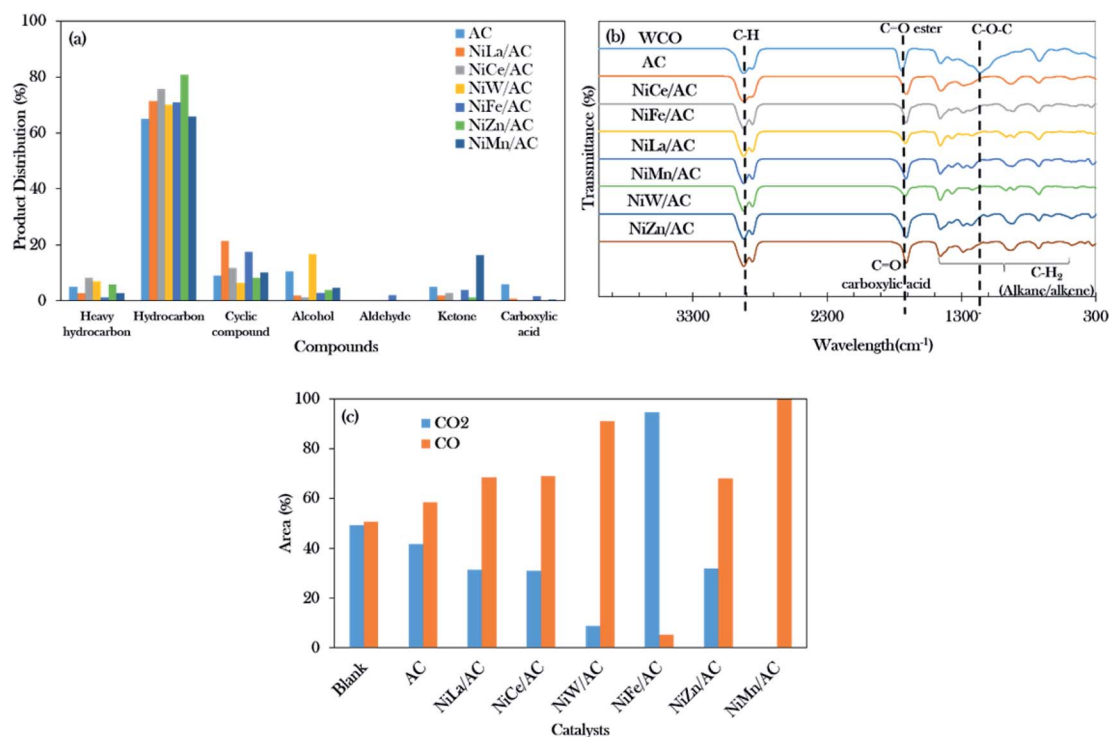 (a)
100
80
60
40
20
0
Product Distribution (%)
AC
NiLa/AC
NiCe/AC
NiW/AC
NiFe/AC
NiZn/AC
NiMn/AC
Heavy
hydrocarbon
Hydrocarbon
Cyclic
compound
Alcohol
Aldehyde
Ketone
Carboxylic
acid
Compounds
(b)
WCO
AC
NiCe/AC
NiFe/AC
NiLa/AC
NiMn/AC
NiW/AC
NiZn/AC
C-H
C=O ester
C-O-C
C=O
carboxylic acid
C-H2
(Alkane/alkene)
Transmittance (%)
3300
2300
1300
300
Wavelength(cm-1)
(c)
100
80
60
40
20
0
Area (%)
CO2
CO
Blank
AC
NiLa/AC
NiCe/AC
NiW/AC
NiFe/AC
NiZn/AC
NiMn/AC
Catalysts